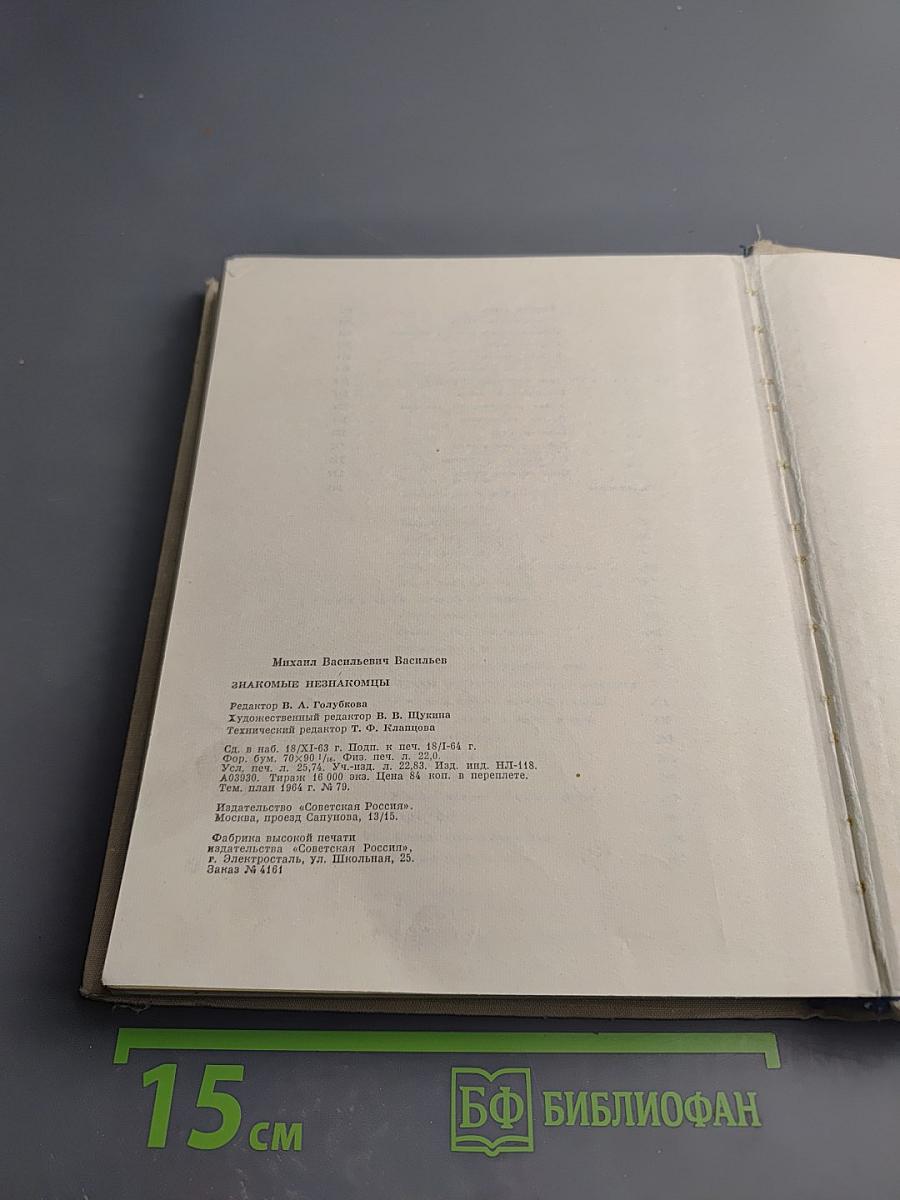 Михаил Васильевич Васильев
ЗНАКОМЫЕ НЕЗНАКОМЦЫ
Редактор В. А. Голубкова
Художественный редактор В. В. Щукина
Технический редактор Т. Ф. Клапцова
Сд. в наб. 18/XI-63 г. Подп. к печ. 18/I-64 г.
Фор. бум. 70×90 1/16. Физ. печ. л. 22,0.
Усл. печ. л. 25,74. Уч.-изд. л. 22,83. Изд. инд. НЛ-118.
А03930. Тираж 16 000 экз. Цена 84 коп. в переплете.
Тем. план 1964 г. № 79.
Издательство «Советская Россия».
Москва, проезд Сапунова, 13/15.
Фабрика высокой печати
издательства «Советская Россия»,
г. Электросталь, ул. Школьная, 25.
Заказ № 4161
15 см
БФ БИБЛИОФАН